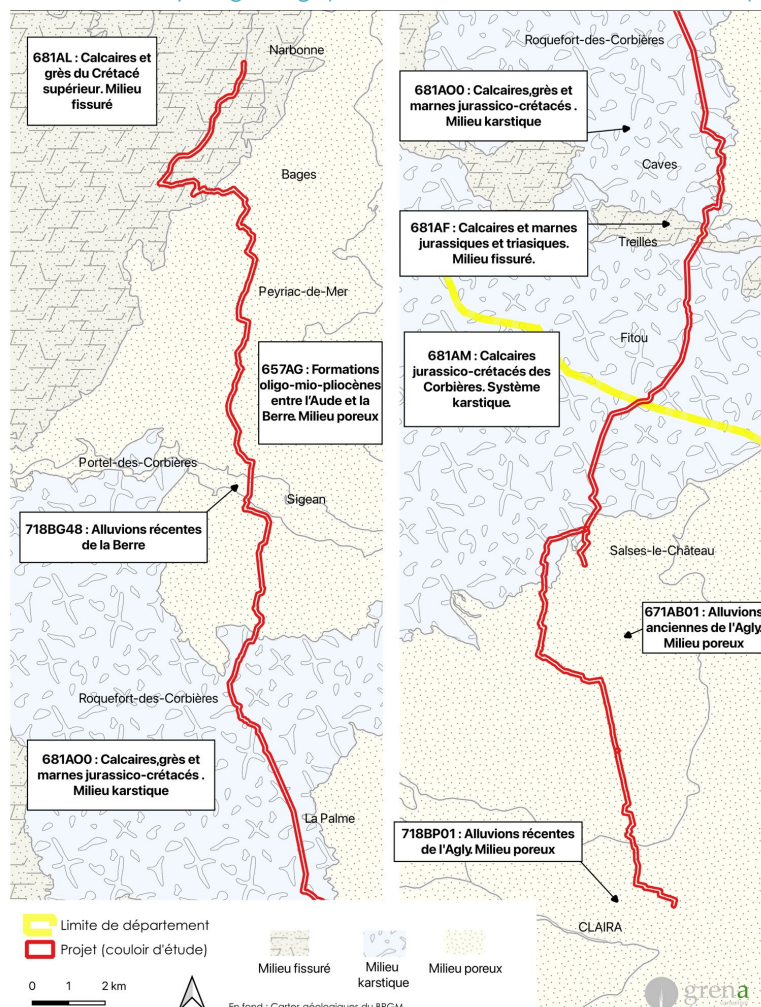 Narbonne
681AL : Calcaires et
grès du Crétacé
supérieur. Milieu
fissuré
Bages
Peyriac-de-Mer
657AG : Formations
oligo-mio-pliocènes
entre l'Aude et la
Berre. Milieu poreux
Portel-des-Corbières
Sigean
718BG48 : Alluvions récentes
de la Berre
Roquefort-des-Corbières
681AO0 : Calcaires,grès et
marnes jurassico-crétacés .
Milieu karstique
La Palme
Roquefort-des-Corbières
681AO0 : Calcaires,grès et
marnes jurassico-crétacés .
Milieu karstique
Caves
681AF : Calcaires et marnes
jurassiques et triasiques.
Milieu fissuré.
Treilles
Fitou
681AM : Calcaires
jurassico-crétacés des
Corbières. Système
karstique.
Salses-le-Château
671AB01 : Alluvions
anciennes de l'Agly.
Milieu poreux
718BP01 : Alluvions récentes
de l'Agly. Milieu poreux
CLAIRA
Limite de département
Projet (couloir d'étude)
0 1 2 km
Milieu fissuré
Milieu
karstique
Milieu poreux
En fond : Cartes géologiques du BRGM
grena